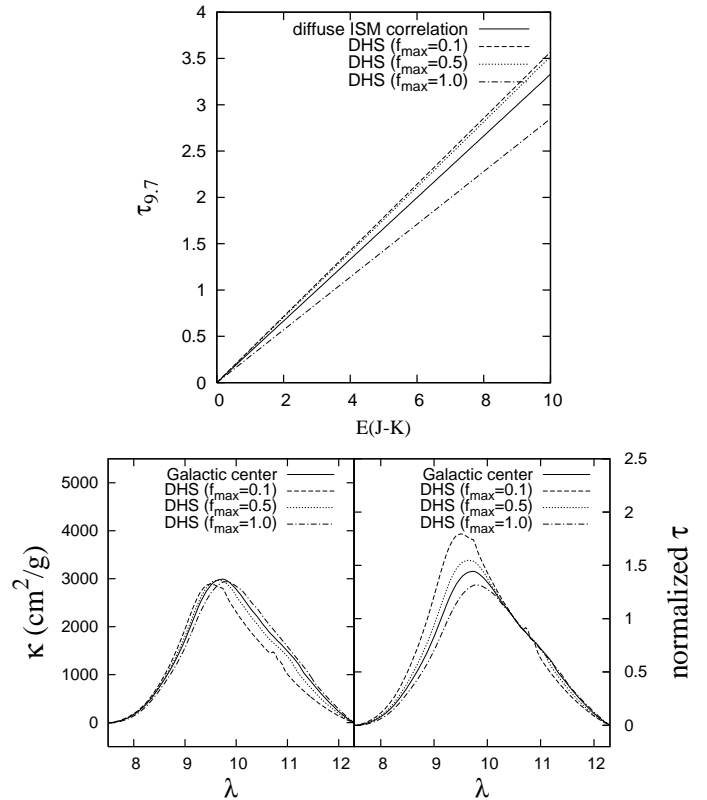 4
3.5
3
2.5
2
1.5
1
0.5
0
τ9.7
diffuse ISM correlation
DHS (fmax=0.1)
DHS (fmax=0.5)
DHS (fmax=1.0)
0 2 4 6 8 10
E(J-K)
5000
4000
3000
2000
1000
0
κ (cm²/g)
Galactic center
DHS (fmax=0.1)
DHS (fmax=0.5)
DHS (fmax=1.0)
8 9 10 11 12
λ
Galactic center
DHS (fmax=0.1)
DHS (fmax=0.5)
DHS (fmax=1.0)
8 9 10 11 12
λ
2.5
2
1.5
1
0.5
0
normalized τ